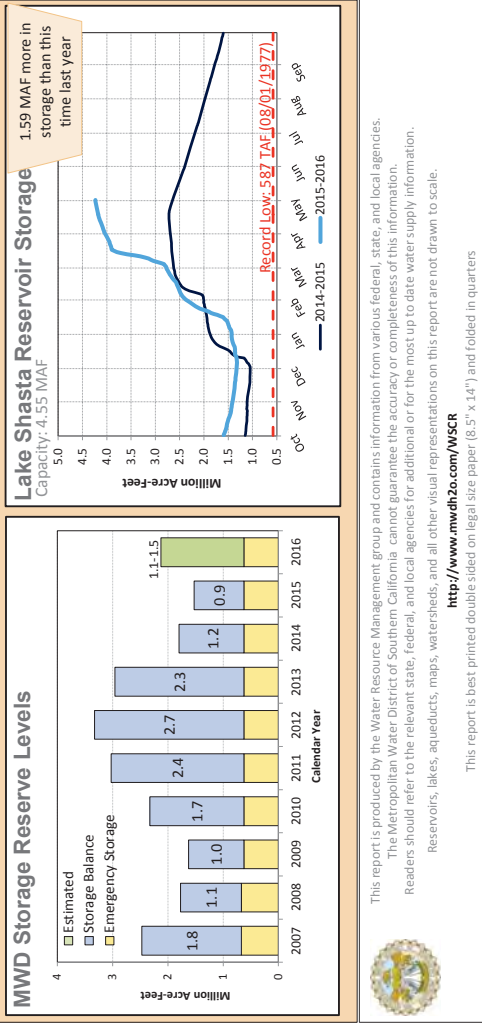 MWD Storage Reserve Levels
4
3
2
1
0
Million Acre-Feet
Estimated
Storage Balance
Emergency Storage
1.8
1.1
1.0
1.7
2.4
2.7
2.3
1.2
0.9
1.1-1.5
2007
2008
2009
2010
2011
2012
2013
2014
2015
2016
Calendar Year
Lake Shasta Reservoir Storage
Capacity: 4.55 MAF
1.59 MAF more in
storage than this
time last year
5.0
4.5
4.0
3.5
3.0
2.5
2.0
1.5
1.0
0.5
Million Acre-Feet
Record Low: 587 TAF (08/01/1977)
Oct
Nov
Dec
Jan
Feb
Mar
Apr
May
Jun
Jul
Aug
Sep
2014-2015
2015-2016
This report is produced by the Water Resource Management group and contains information from various federal, state, and local agencies.
The Metropolitan Water District of Southern California cannot guarantee the accuracy or completeness of this information.
Readers should refer to the relevant state, federal, and local agencies for additional or for the most up to date water supply information.
Reservoirs, lakes, aqueducts, maps, watersheds, and all other visual representations on this report are not drawn to scale.
http://www.mwdh2o.com/WSCR
This report is best printed double sided on legal size paper (8.5" x 14") and folded in quarters